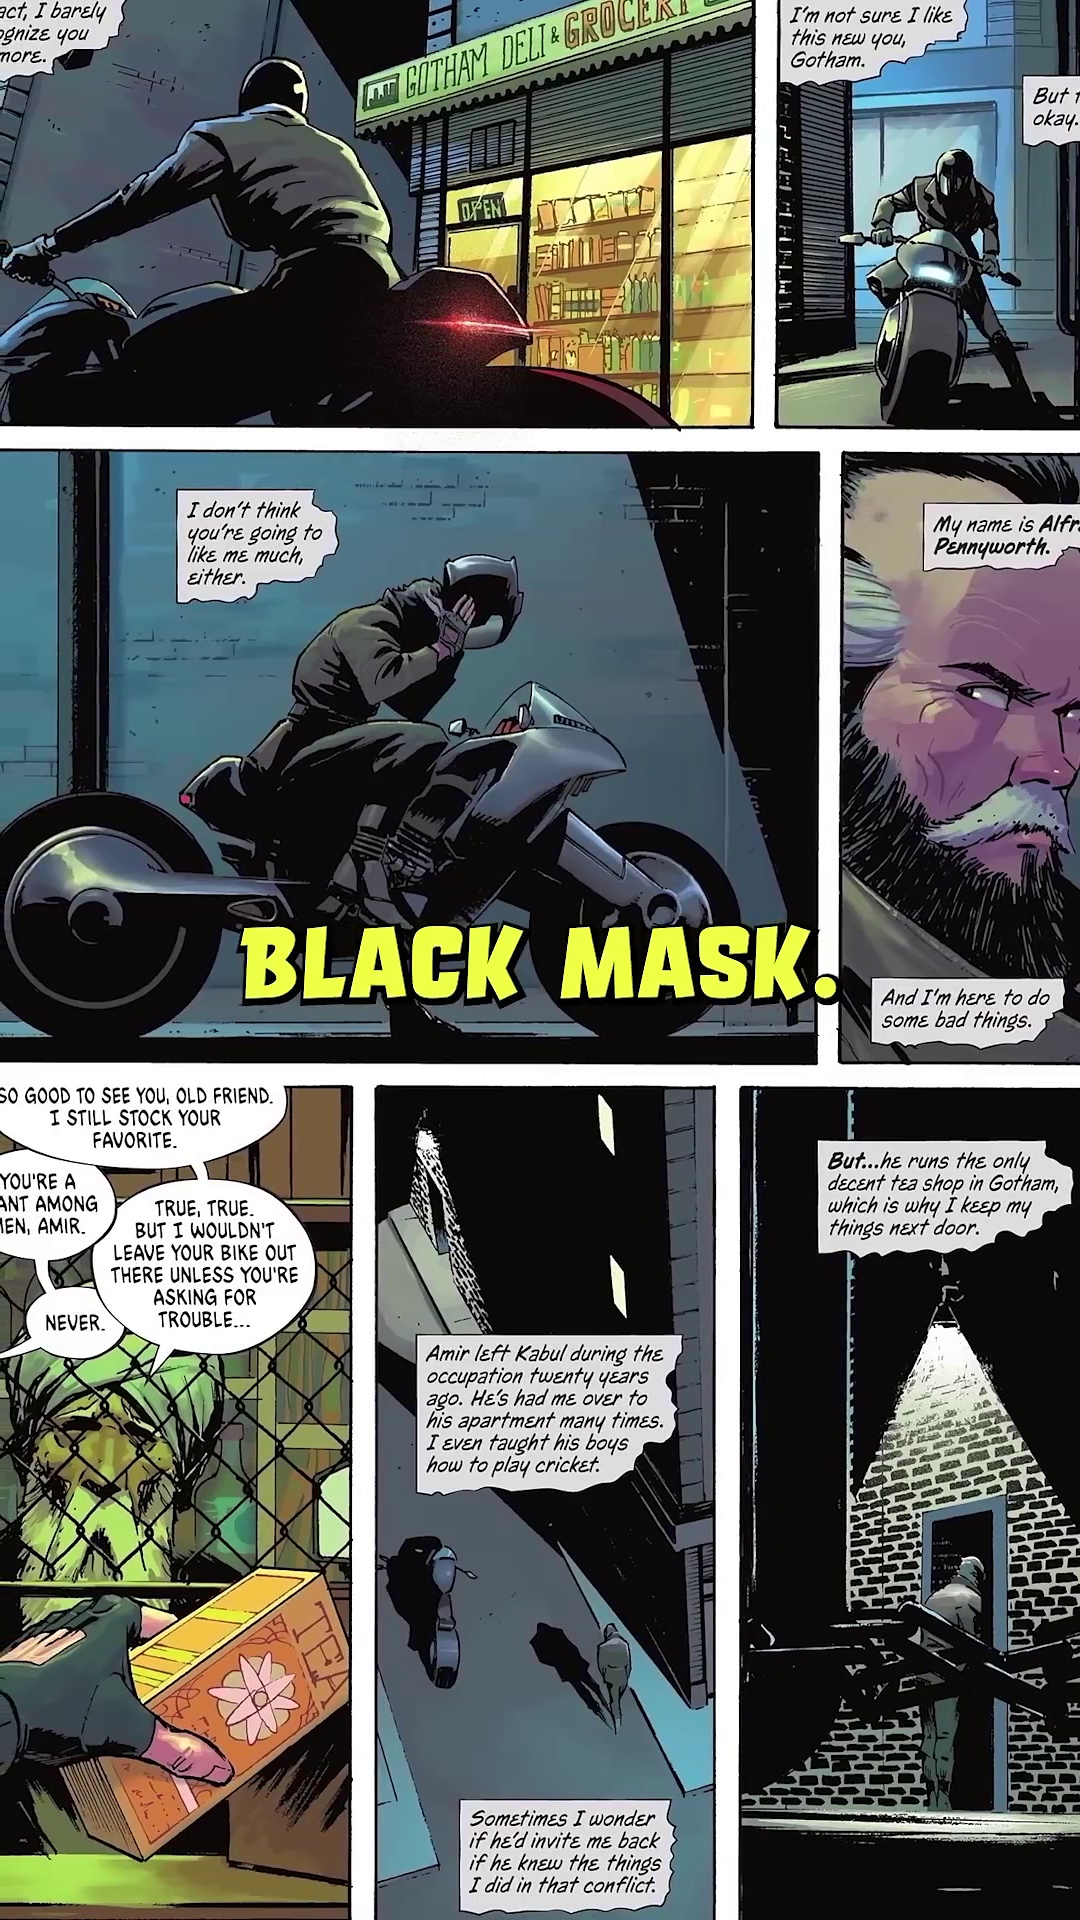 act, I barely
ognize you
more.
GOTHAM DELI & GROCERY
OPEN
I'm not sure I like
this new you,
Gotham.
But
okay.
I don't think
you're going to
like me much,
either.
My name is Alfr
Pennyworth.
BLACK MASK.
And I'm here to do
some bad things.
SO GOOD TO SEE YOU, OLD FRIEND.
I STILL STOCK YOUR
FAVORITE.
YOU'RE A
ANT AMONG
MEN, AMIR.
TRUE, TRUE.
BUT I WOULDN'T
LEAVE YOUR BIKE OUT
THERE UNLESS YOU'RE
ASKING FOR
TROUBLE...
NEVER.
TEA
Amir left Kabul during the
occupation twenty years
ago. He's had me over to
his apartment many times.
I even taught his boys
how to play cricket.
Sometimes I wonder
if he'd invite me back
if he knew the things
I did in that conflict.
But...he runs the only
decent tea shop in Gotham,
which is why I keep my
things next door.